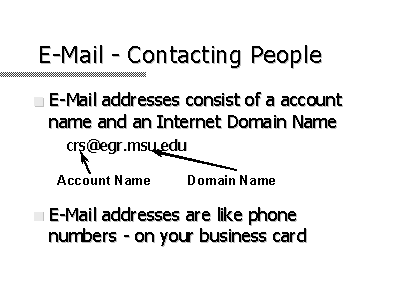 E-Mail - Contacting People
E-Mail addresses consist of a account
name and an Internet Domain Name
crs@egr.msu.edu
Account Name Domain Name
E-Mail addresses are like phone
numbers - on your business card